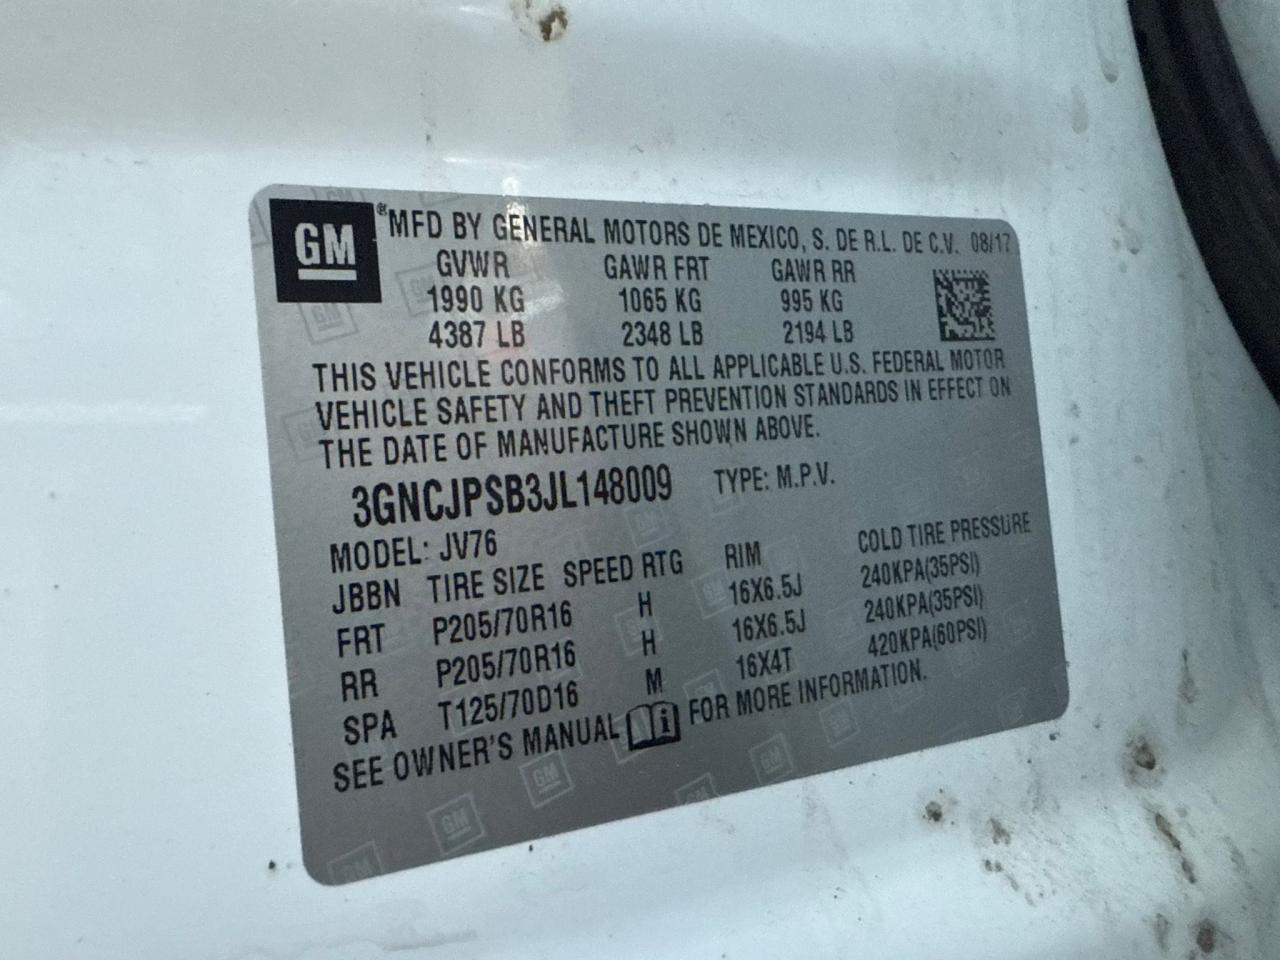 GM ® MFD BY GENERAL MOTORS DE MEXICO, S. DE R.L. DE C.V. 08/17
GVWR GAWR FRT GAWR RR
1990 KG 1065 KG 995 KG
4387 LB 2348 LB 2194 LB
THIS VEHICLE CONFORMS TO ALL APPLICABLE U.S. FEDERAL MOTOR
VEHICLE SAFETY AND THEFT PREVENTION STANDARDS IN EFFECT ON
THE DATE OF MANUFACTURE SHOWN ABOVE.
3GNCJPSB3JL148009 TYPE: M.P.V.
MODEL: JV76
JBBN TIRE SIZE SPEED RTG RIM COLD TIRE PRESSURE
FRT P205/70R16 H 16X6.5J 240KPA(35PSI)
RR P205/70R16 H 16X6.5J 240KPA(35PSI)
SPA T125/70D16 M 16X4T 420KPA(60PSI)
SEE OWNER'S MANUAL FOR MORE INFORMATION.